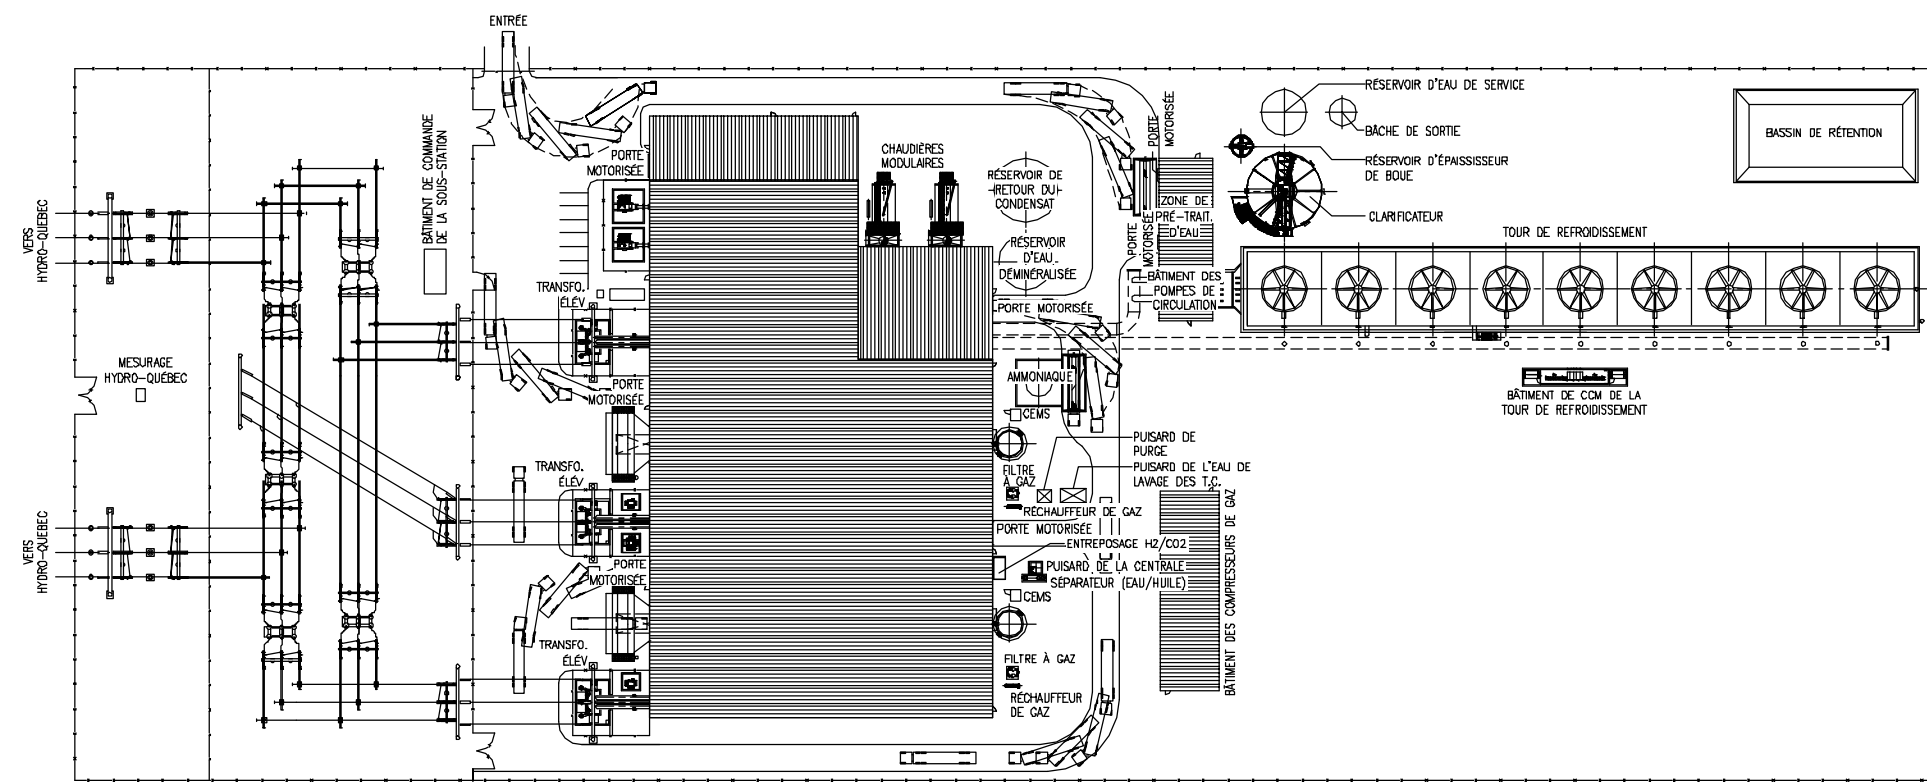 ENTRÉE
RÉSERVOIR D'EAU DE SERVICE
BÂCHE DE SORTIE
RÉSERVOIR D'ÉPAISSISSEUR
DE BOUE
CLARIFICATEUR
BASSIN DE RÉTENTION
TOUR DE REFROIDISSEMENT
PORTE
MOTORISÉE
BÂTIMENT DE COMMANDE
DE LA SOUS-STATION
PORTE
MOTORISÉE
CHAUDIÈRES
MODULAIRES
RÉSERVOIR DE
RETOUR DU
CONDENSAT
ZONE DE
PRÉ-TRAIT.
D'EAU
PORTE
MOTORISÉE
RÉSERVOIR
D'EAU
DÉMINÉRALISÉE
BÂTIMENT DES
POMPES DE
CIRCULATION
VERS
HYDRO-QUEBEC
TRANSFO.
ÉLÉV
PORTE MOTORISÉE
MESURAGE
HYDRO-QUÉBEC
PORTE
MOTORISÉE
AMMONIAQUE
CEMS
BÂTIMENT DE CCM DE LA
TOUR DE REFROIDISSEMENT
PUISARD DE
PURGE
PUISARD DE L'EAU DE
LAVAGE DES T.C.
TRANSFO.
ÉLÉV
FILTRE
À GAZ
RÉCHAUFFEUR DE GAZ
PORTE MOTORISÉE
ENTREPOSAGE H2/CO2
VERS
HYDRO-QUEBEC
PORTE
MOTORISÉE
PUISARD DE LA CENTRALE
SÉPARATEUR (EAU/HUILE)
CEMS
BÂTIMENT DES COMPRESSEURS DE GAZ
TRANSFO.
ÉLÉV
FILTRE À GAZ
RÉCHAUFFEUR
DE GAZ